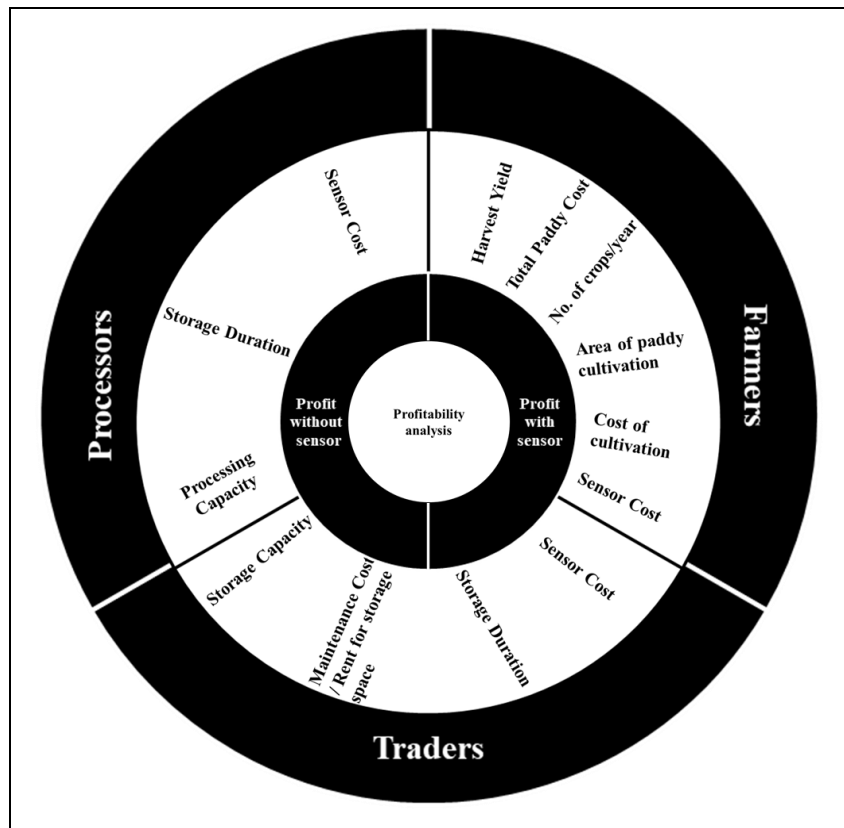 Processors
Farmers
Traders
Sensor Cost
Storage Duration
Processing
Capacity
Harvest Yield
Total Paddy Cost
No. of crops/year
Area of paddy
cultivation
Cost of
cultivation
Sensor Cost
Storage Capacity
Maintenance Cost
/ Rent for storage
space
Storage Duration
Sensor Cost
Profit
without
sensor
Profit
with
sensor
Profitability
analysis